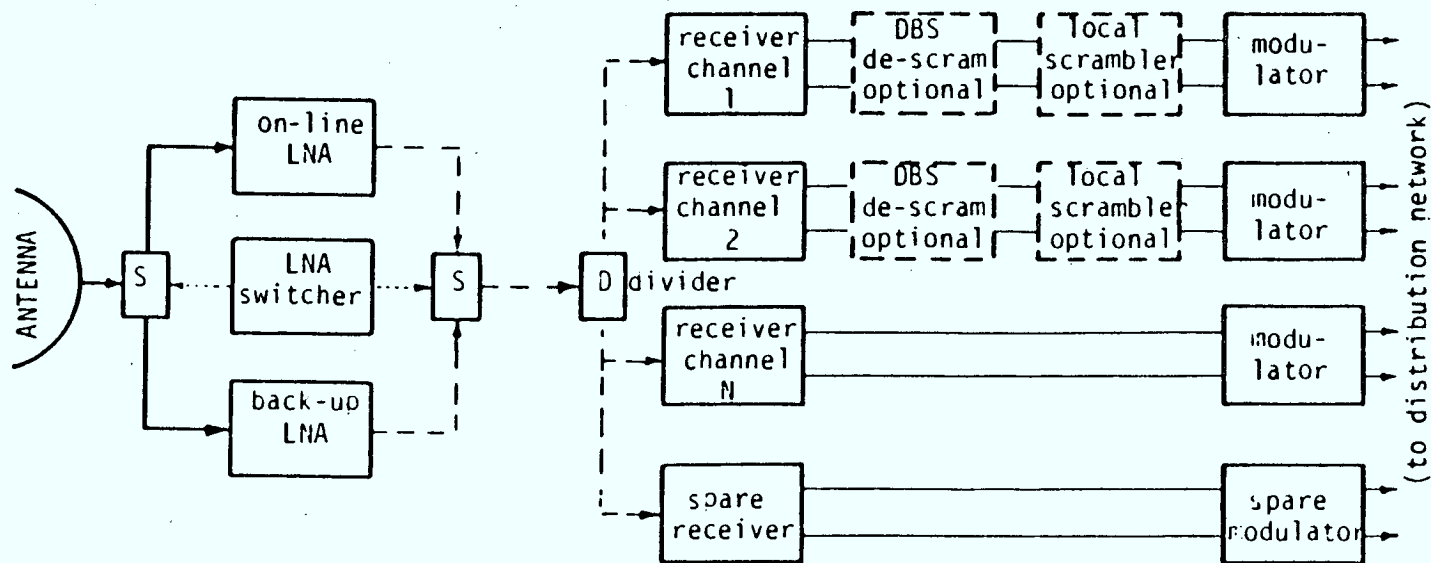 ANTENNA
S
on-line
LNA
LNA
switcher
back-up
LNA
S
D divider
receiver
channel
1
DBS
de-scram
optional
local
scrambler
optional
modu-
lator
receiver
channel
2
DBS
de-scram
optional
local
scrambler
optional
modu-
lator
receiver
channel
N
modu-
lator
spare
receiver
spare
modulator
(to distribution network)